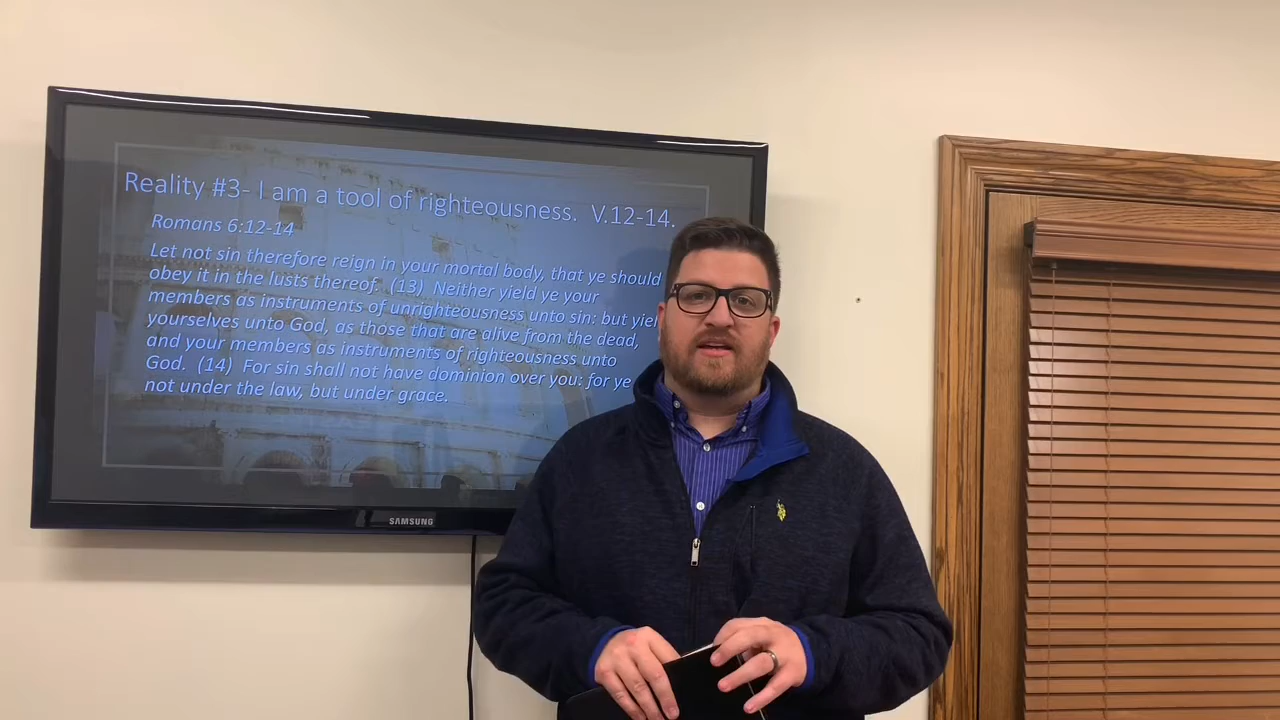 Reality #3- I am a tool of righteousness. V.12-14.
Romans 6:12-14
Let not sin therefore reign in your mortal body, that ye should
obey it in the lusts thereof. (13) Neither yield ye your
members as instruments of unrighteousness unto sin: but
yourselves unto God, as those that are alive from the dead,
and your members as instruments of righteousness unto
God. (14) For sin shall not have dominion over you: for ye
not under the law, but under grace.
SAMSUNG